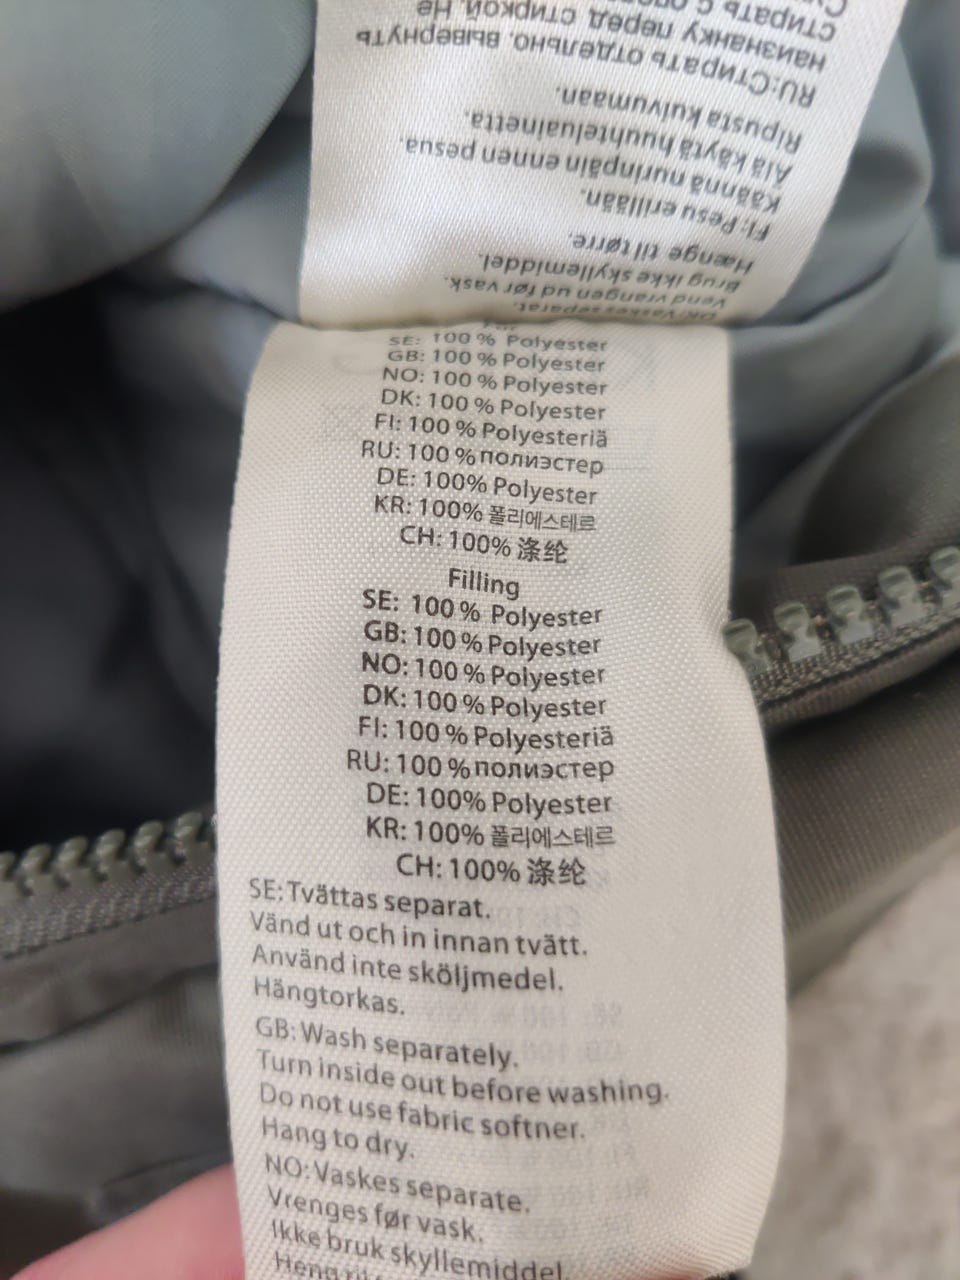 SE: 100 % Polyester
GB: 100 % Polyester
NO: 100 % Polyester
DK: 100 % Polyester
FI: 100 % Polyesteriä
RU: 100 % полиэстер
DE: 100% Polyester
KR: 100% 폴리에스테르
CH: 100% 涤纶
Filling
SE: 100 % Polyester
GB: 100 % Polyester
NO: 100 % Polyester
DK: 100 % Polyester
FI: 100 % Polyesteriä
RU: 100 % полиэстер
DE: 100% Polyester
KR: 100% 폴리에스테르
CH: 100% 涤纶
SE: Tvättas separat.
Vänd ut och in innan tvätt.
Använd inte sköljmedel.
Hängtorkas.
GB: Wash separately.
Turn inside out before washing.
Do not use fabric softner.
Hang to dry.
NO: Vaskes separate.
Vrenges før vask.
Ikke bruk skyllemiddel.
DK: Vaskes separat.
Vend vrangen ud før vask.
Brug ikke skyllemiddel.
Hænge til tørre.
FI: Pesu erillään.
Käännä nurinpäin ennen pesua.
Älä käytä huuhteluainetta.
Ripusta kuivumaan.
RU: Стирать отдельно, вывернуть
наизнанку перед стиркой. Не
стирать с